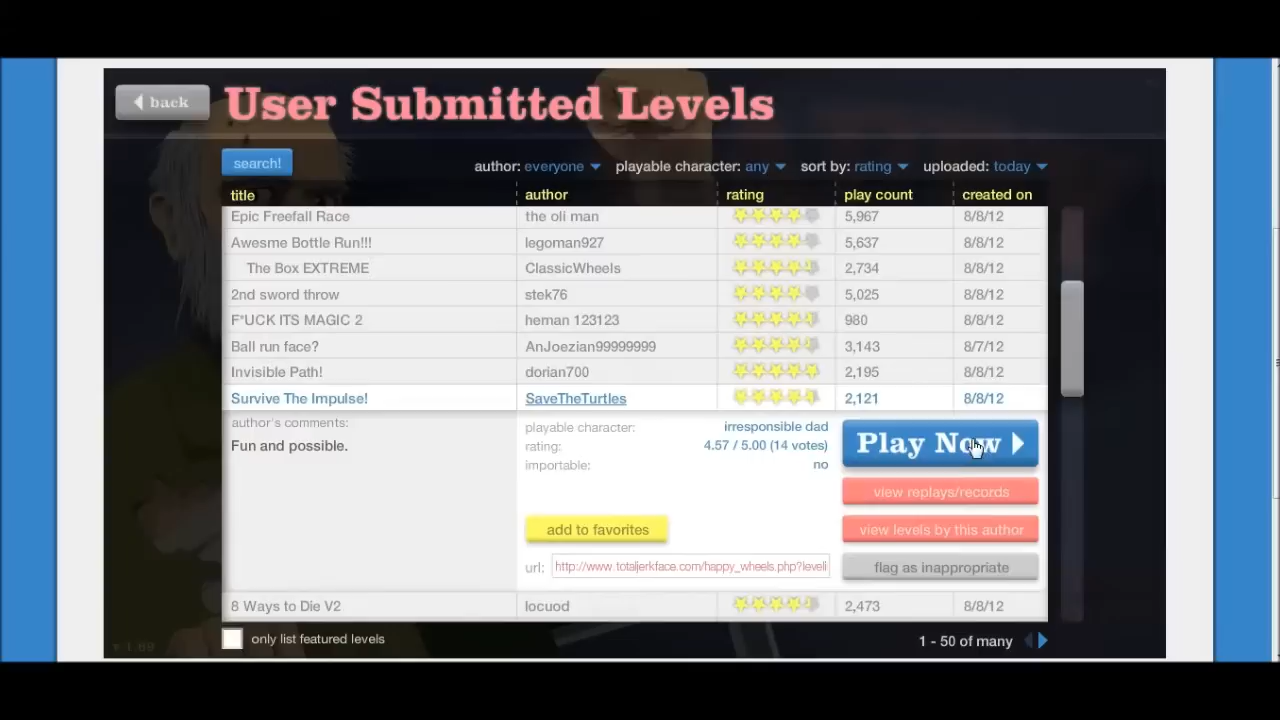 back
User Submitted Levels
search!
author: everyone playable character: any sort by: rating uploaded: today
title author rating play count created on
Epic Freefall Race the oli man 5,967 8/8/12
Awesme Bottle Run!!! legoman927 5,637 8/8/12
The Box EXTREME ClassicWheels 2,734 8/8/12
2nd sword throw stek76 5,025 8/8/12
F*UCK ITS MAGIC 2 heman 123123 980 8/8/12
Ball run face? AnJoezian99999999 3,143 8/7/12
Invisible Path! dorian700 2,195 8/8/12
Survive The Impulse! SaveTheTurtles 2,121 8/8/12
author's comments:
Fun and possible.
playable character: irresponsible dad
rating: 4.57 / 5.00 (14 votes)
importable: no
Play Now
view replays/records
add to favorites
view levels by this author
url: http://www.totaljerkface.com/happy_wheels.php?leveli
flag as inappropriate
8 Ways to Die V2 locuod 2,473 8/8/12
only list featured levels
1 - 50 of many
v 1.69